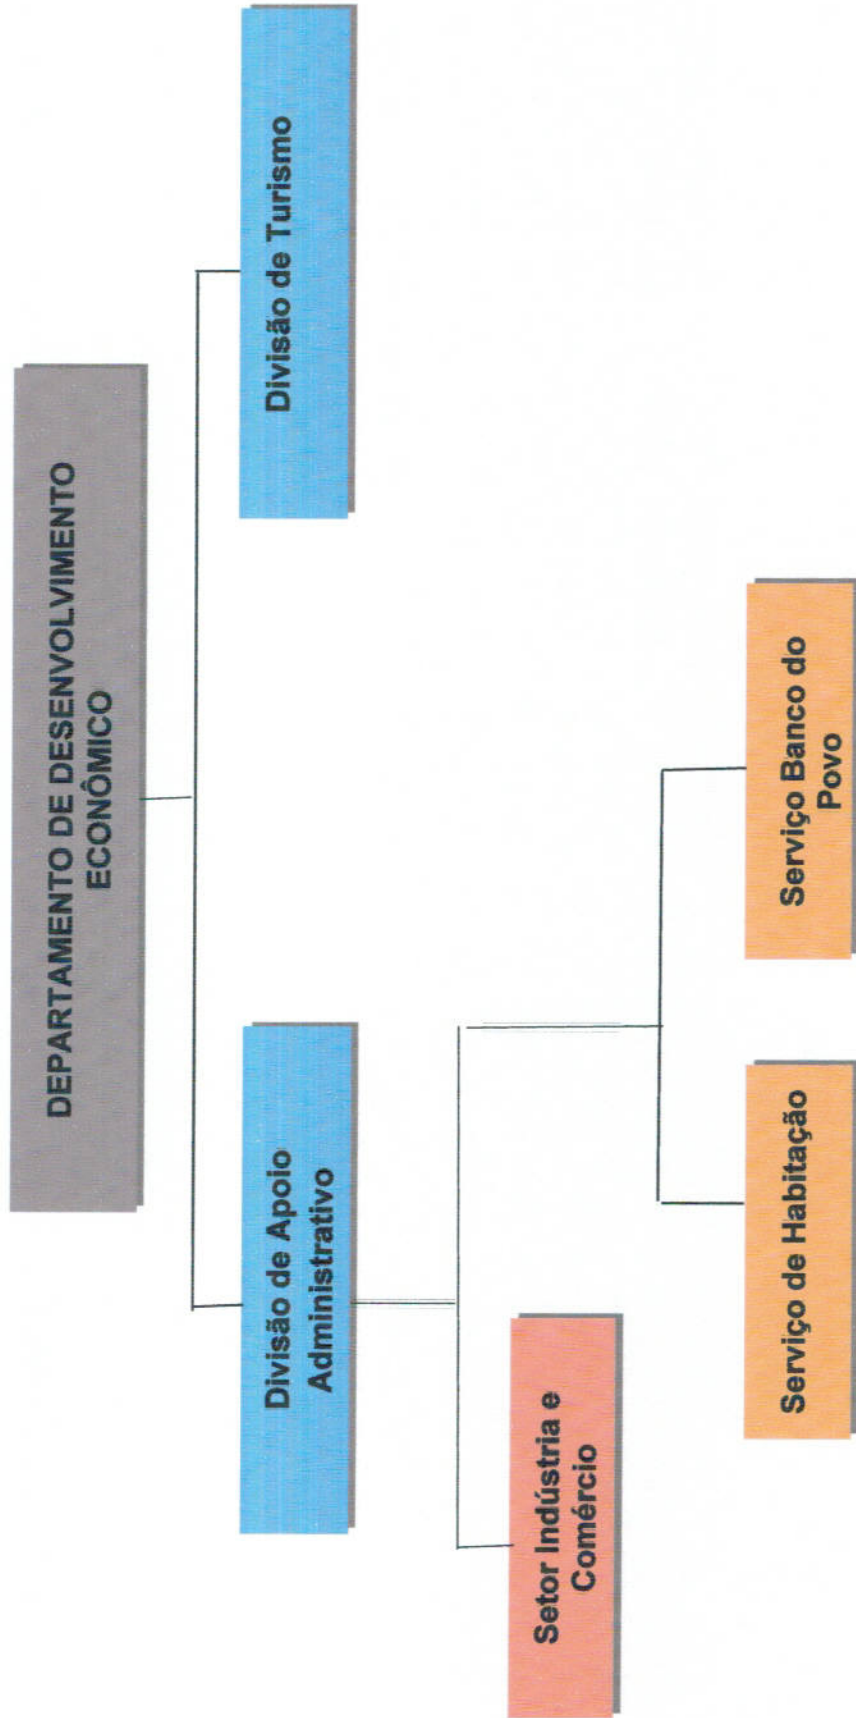 DEPARTAMENTO DE DESENVOLVIMENTO
ECONÔMICO
Divisão de Apoio
Administrativo
Divisão de Turismo
Setor Indústria e
Comércio
Serviço de Habitação
Serviço Banco do
Povo